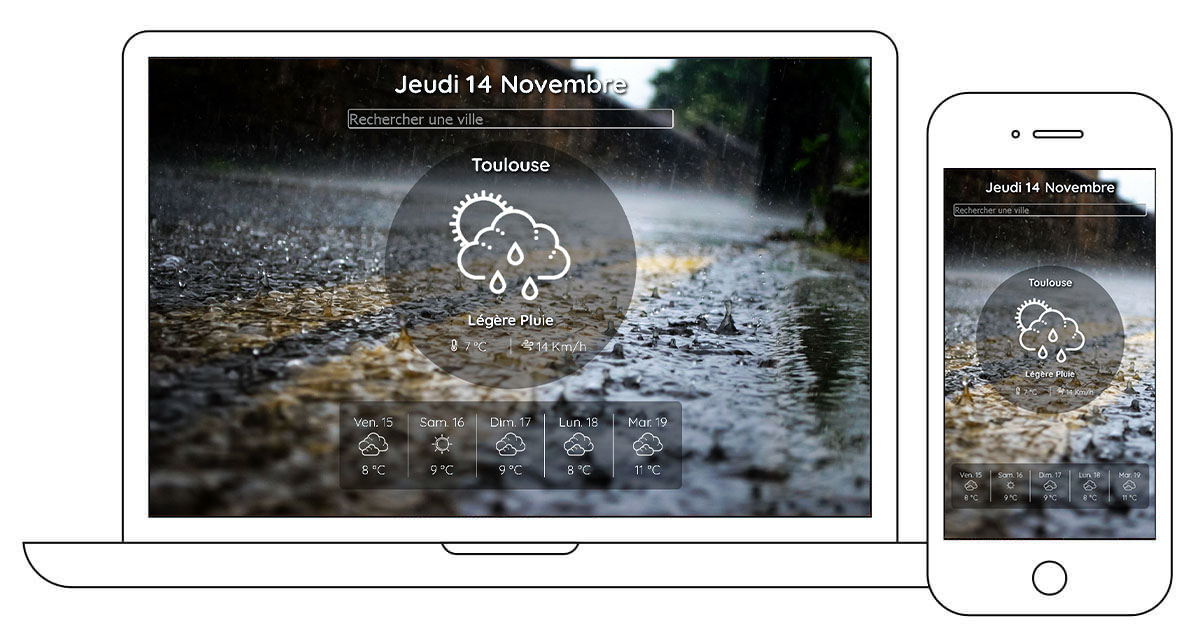 Jeudi 14 Novembre
Rechercher une ville
Toulouse
Légère Pluie
7 °C 14 Km/h
Ven. 15 Sam. 16 Dim. 17 Lun. 18 Mar. 19
8 °C 9 °C 9 °C 8 °C 11 °C
Jeudi 14 Novembre
Rechercher une ville
Toulouse
Légère Pluie
7 °C 14 Km/h
Ven. 15 Sam. 16 Dim. 17 Lun. 18 Mar. 19
8 °C 9 °C 9 °C 8 °C 11 °C